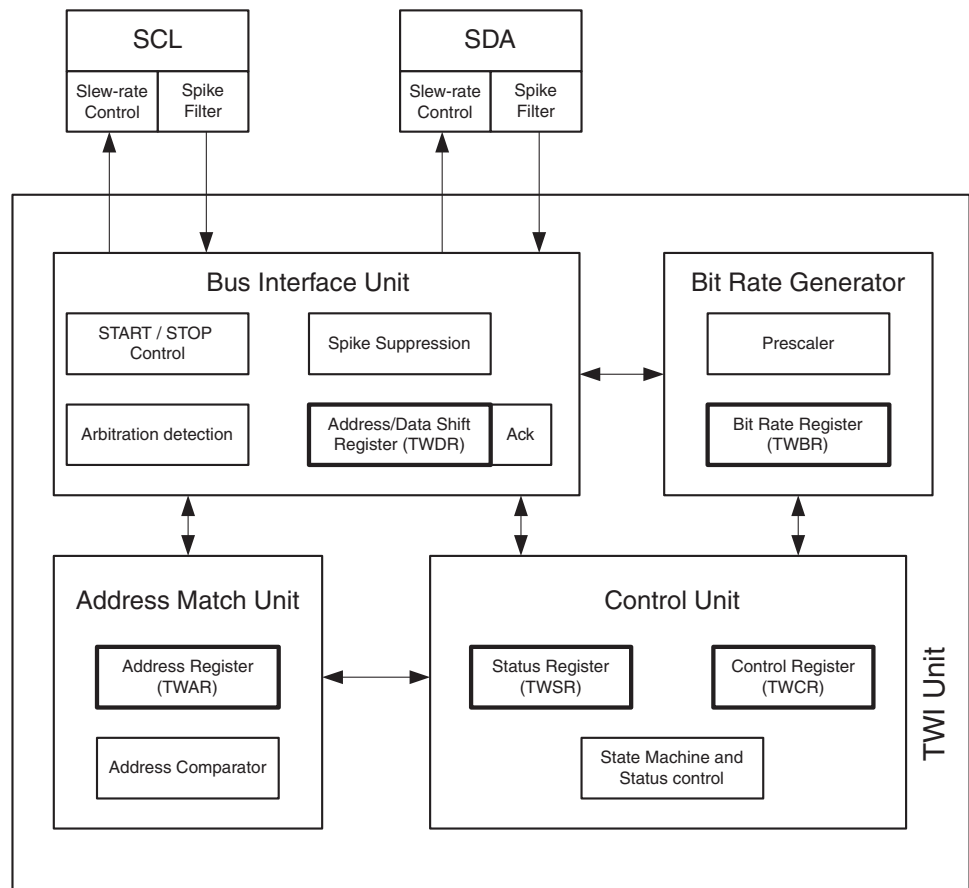 SCL
Slew-rate
Control
Spike
Filter
SDA
Slew-rate
Control
Spike
Filter
Bus Interface Unit
START / STOP
Control
Spike Suppression
Arbitration detection
Address/Data Shift
Register (TWDR)
Ack
Bit Rate Generator
Prescaler
Bit Rate Register
(TWBR)
Address Match Unit
Address Register
(TWAR)
Address Comparator
Control Unit
Status Register
(TWSR)
Control Register
(TWCR)
State Machine and
Status control
TWI Unit